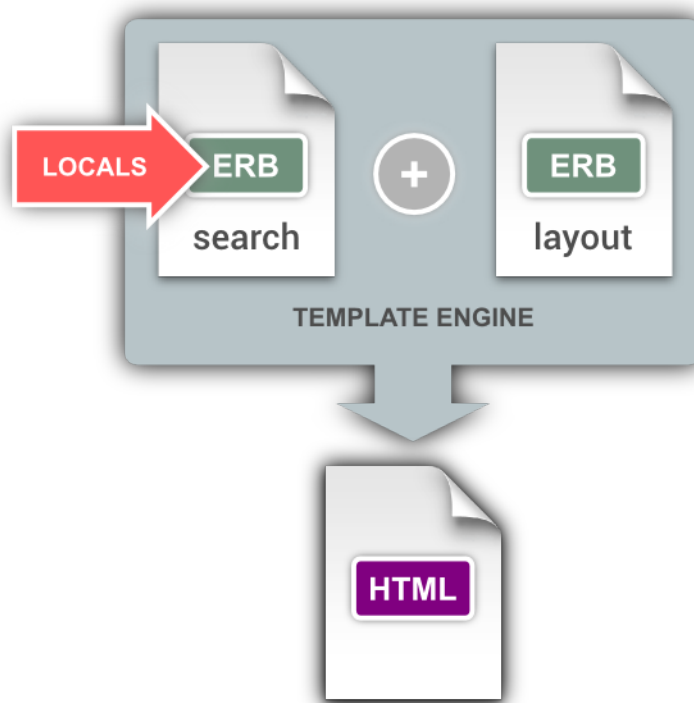 LOCALS
ERB
ERB
search
layout
TEMPLATE ENGINE
HTML